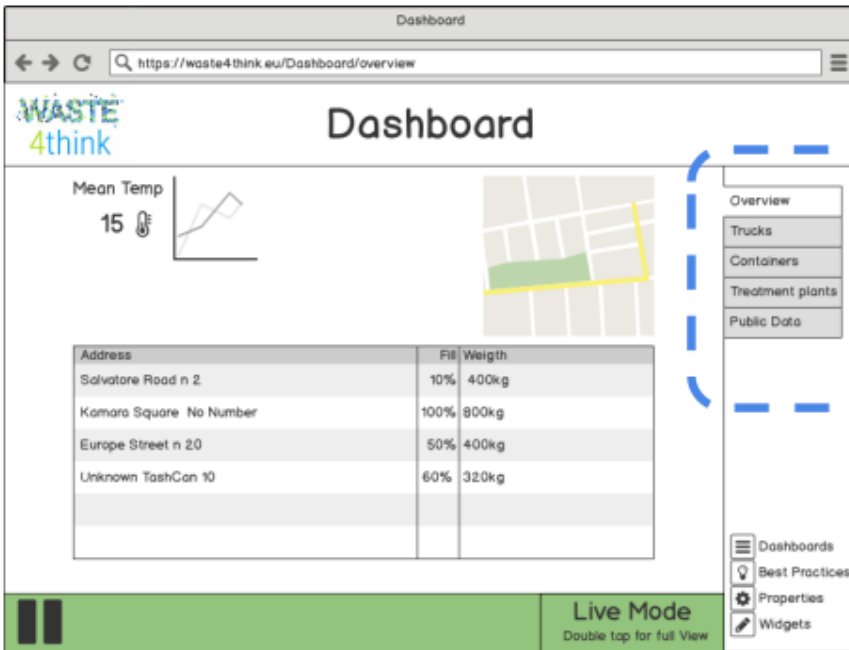 Dashboard
https://waste4think.eu/Dashboard/overview
WASTE
4think
Dashboard
Mean Temp
15
Overview
Trucks
Containers
Treatment plants
Public Data
Address Fill Weigth
Salvatore Road n 2 10% 400kg
Kamara Square No Number 100% 800kg
Europe Street n 20 50% 400kg
Unknown TashCan 10 60% 320kg
Dashboards
Best Practices
Properties
Widgets
Live Mode
Double tap for full View